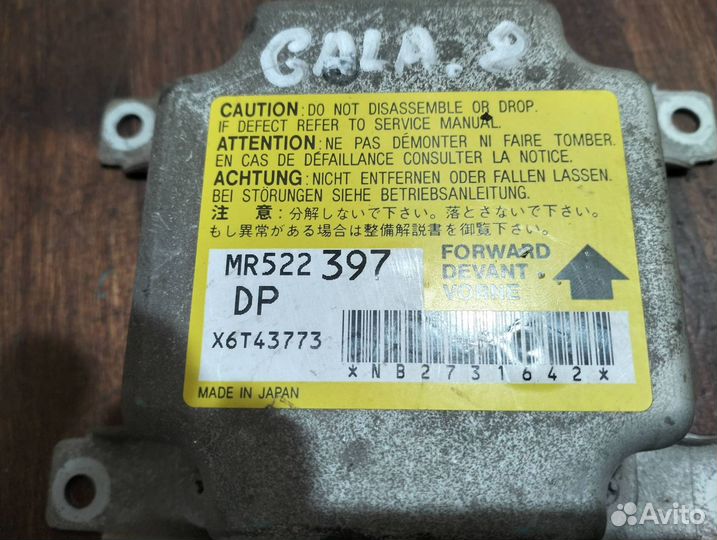 GALA. 8
CAUTION : DO NOT DISASSEMBLE OR DROP.
IF DEFECT REFER TO SERVICE MANUAL.
ATTENTION : NE PAS DÉMONTER NI FAIRE TOMBER.
EN CAS DE DÉFAILLANCE CONSULTER LA NOTICE.
ACHTUNG : NICHT ENTFERNEN ODER FALLEN LASSEN.
BEI STÖRUNGEN SIEHE BETRIEBSANLEITUNG.
注 意 : 分解しないで下さい。落とさないで下さい。
もし異常がある場合は整備解説書を御覧下さい。
MR522 397
DP
X6T43773
FORWARD
DEVANT
VORNE
*NB2731642*
MADE IN JAPAN
Avito